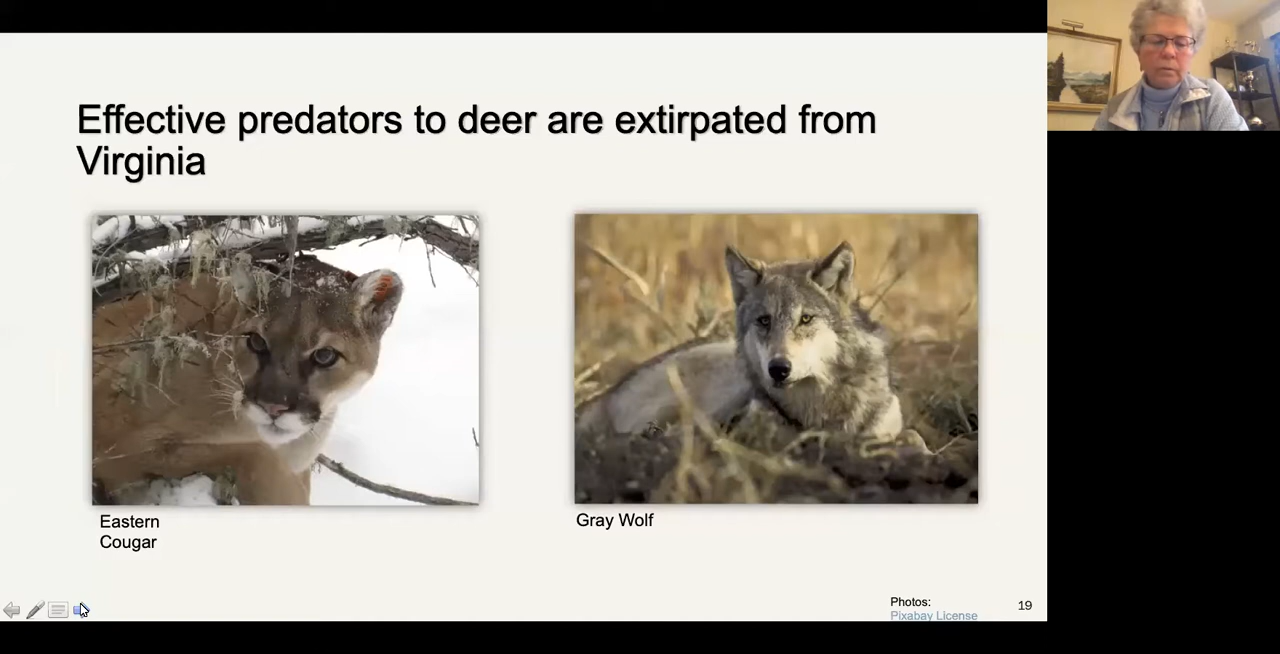 Effective predators to deer are extirpated from
Virginia
Eastern
Cougar
Gray Wolf
Photos:
Pixabay License
19